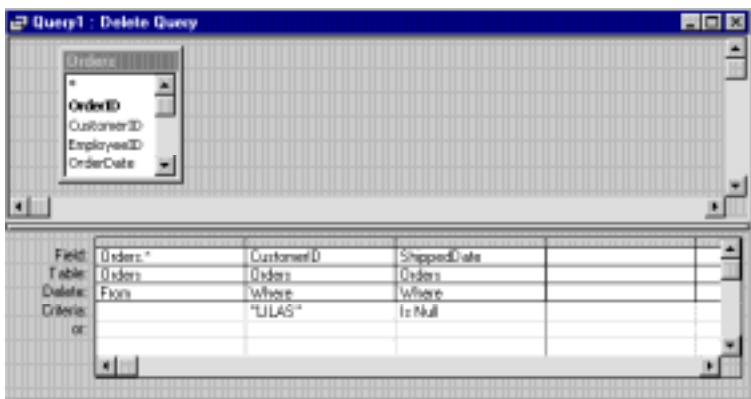 Query1 : Delete Query
Orders
*
OrderID
CustomerID
EmployeeID
OrderDate
Field: Orders.* CustomerID ShippedDate
Table: Orders Orders Orders
Delete: From Where Where
Criteria: "LILAS" Is Null
or: